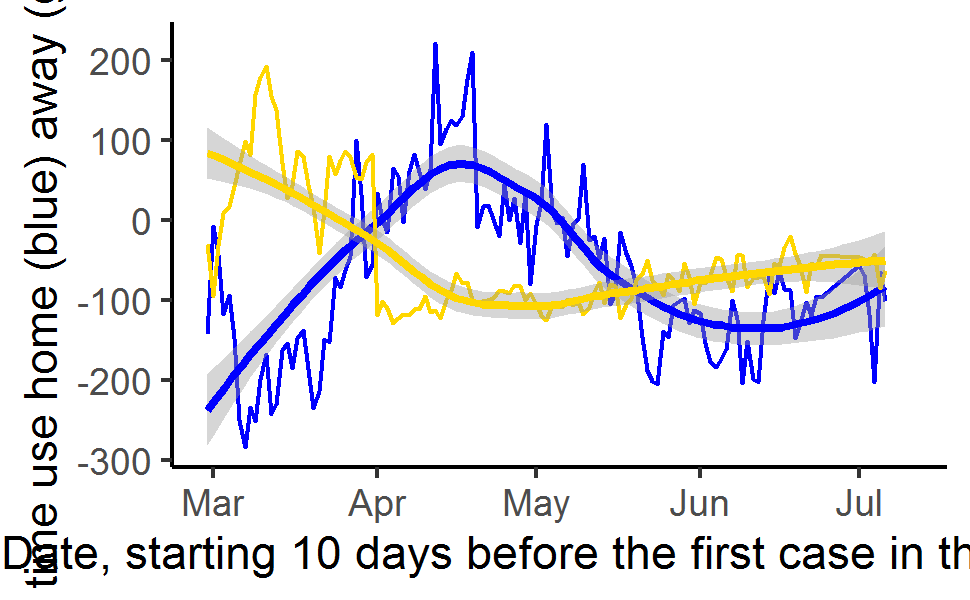 time use home (blue) away (
200
100
0
-100
-200
-300
Mar Apr May Jun Jul
Date, starting 10 days before the first case in th